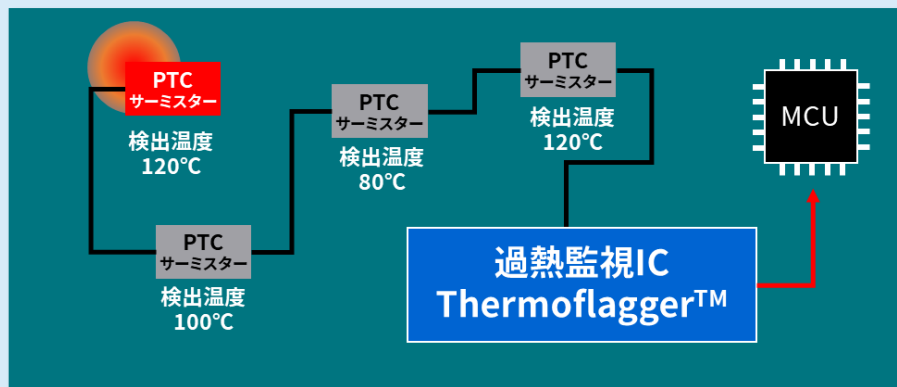 PTC
サーミスター
検出温度
120℃
PTC
サーミスター
検出温度
100℃
PTC
サーミスター
検出温度
80℃
PTC
サーミスター
検出温度
120℃
MCU
過熱監視IC
Thermoflagger™